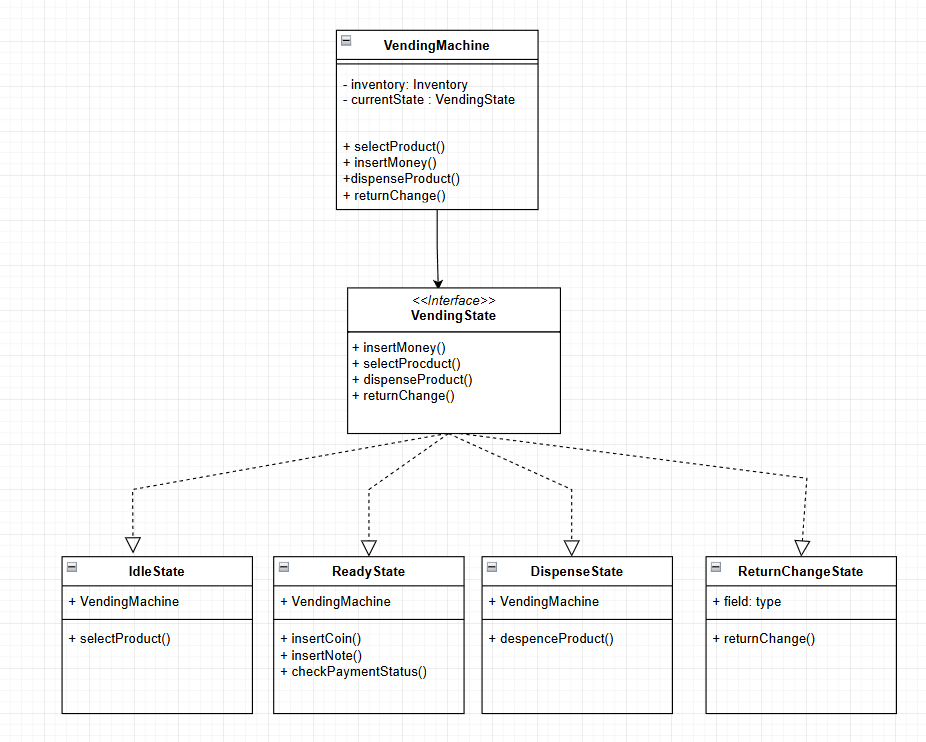 VendingMachine
- inventory: Inventory
- currentState : VendingState
+ selectProduct()
+ insertMoney()
+dispenseProduct()
+ returnChange()
<<Interface>>
VendingState
+ insertMoney()
+ selectProcduct()
+ dispenseProduct()
+ returnChange()
IdleState
+ VendingMachine
+ selectProduct()
ReadyState
+ VendingMachine
+ insertCoin()
+ insertNote()
+ checkPaymentStatus()
DispenseState
+ VendingMachine
+ despenceProduct()
ReturnChangeState
+ field: type
+ returnChange()